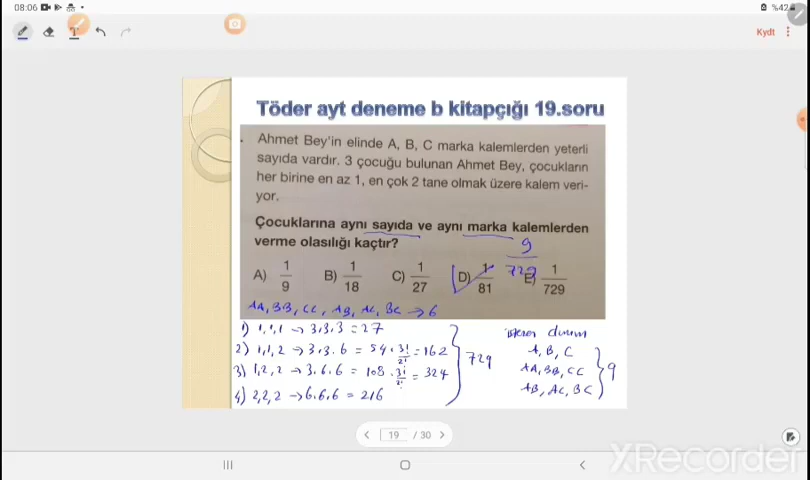 08:06
%42
Kydt
Töder ayt deneme b kitapçığı 19.soru
Ahmet Bey'in elinde A, B, C marka kalemlerden yeterli
sayıda vardır. 3 çocuğu bulunan Ahmet Bey, çocukların
her birine en az 1, en çok 2 tane olmak üzere kalem veri-
yor.
Çocuklarına aynı sayıda ve aynı marka kalemlerden
verme olasılığı kaçtır?
9
729
A) 1/9 B) 1/18 C) 1/27 D) 1/81 E) 1/729
AA, BB, CC, AB, AC, BC → 6
1) 1,1,1 → 3.3.3 = 27
2) 1,1,2 → 3.3.6 = 54 . 3!/2! = 162
3) 1,2,2 → 3.6.6 = 108 . 3!/2! = 324
4) 2,2,2 → 6.6.6 = 216
729
istenen durum
A, B, C
AA, BB, CC
AB, AC, BC
9
19 / 30
XRecorder